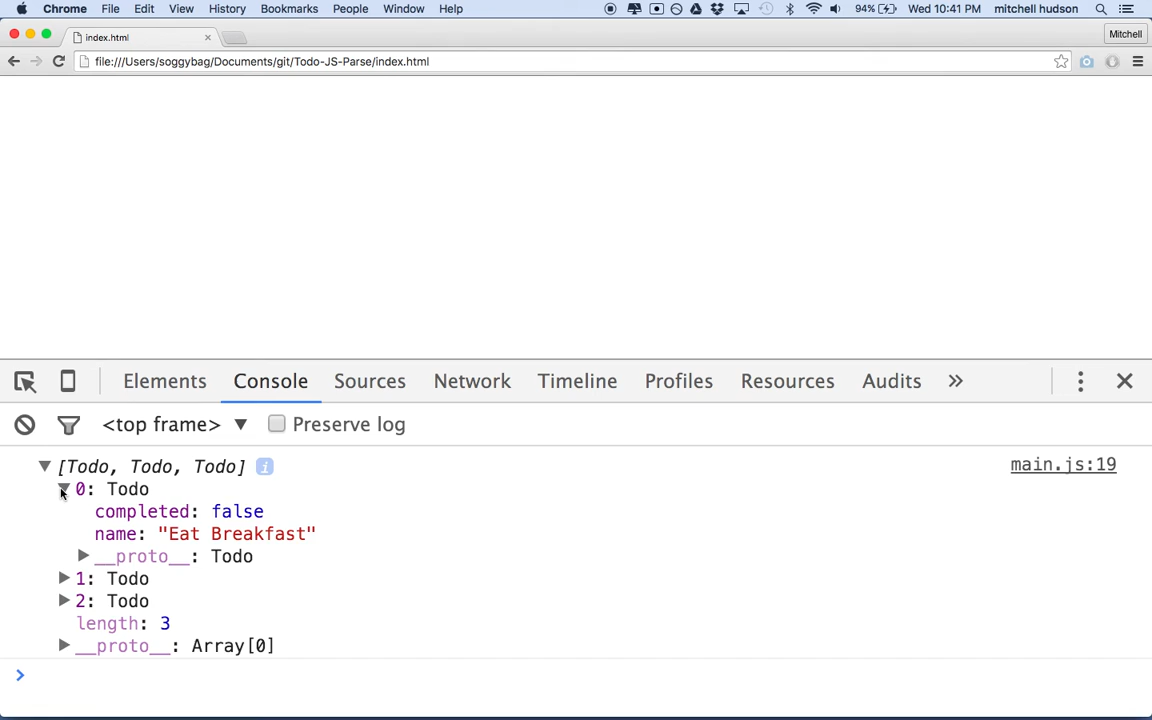 Chrome File Edit View History Bookmarks People Window Help 94% Wed 10:41 PM mitchell hudson
index.html
Mitchell
file:///Users/soggybag/Documents/git/Todo-JS-Parse/index.html
Elements Console Sources Network Timeline Profiles Resources Audits »
<top frame> ▼ Preserve log
▼ [Todo, Todo, Todo] i main.js:19
▼ 0: Todo
completed: false
name: "Eat Breakfast"
▶ __proto__: Todo
▶ 1: Todo
▶ 2: Todo
length: 3
▶ __proto__: Array[0]
>